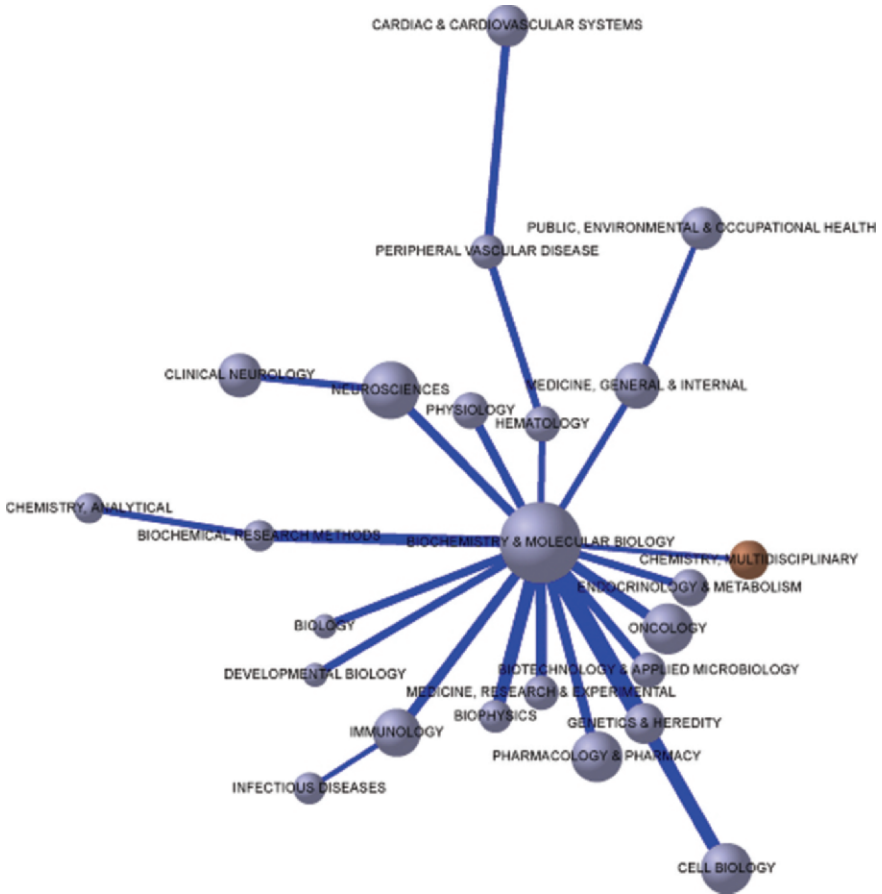 CARDIAC & CARDIOVASCULAR SYSTEMS
PUBLIC, ENVIRONMENTAL & OCCUPATIONAL HEALTH
PERIPHERAL VASCULAR DISEASE
CLINICAL NEUROLOGY
NEUROSCIENCES
MEDICINE, GENERAL & INTERNAL
PHYSIOLOGY
HEMATOLOGY
CHEMISTRY, ANALYTICAL
BIOCHEMICAL RESEARCH METHODS
BIOCHEMISTRY & MOLECULAR BIOLOGY
CHEMISTRY, MULTIDISCIPLINARY
ENDOCRINOLOGY & METABOLISM
BIOLOGY
ONCOLOGY
DEVELOPMENTAL BIOLOGY
BIOTECHNOLOGY & APPLIED MICROBIOLOGY
MEDICINE, RESEARCH & EXPERIMENTAL
BIOPHYSICS
GENETICS & HEREDITY
IMMUNOLOGY
PHARMACOLOGY & PHARMACY
INFECTIOUS DISEASES
CELL BIOLOGY